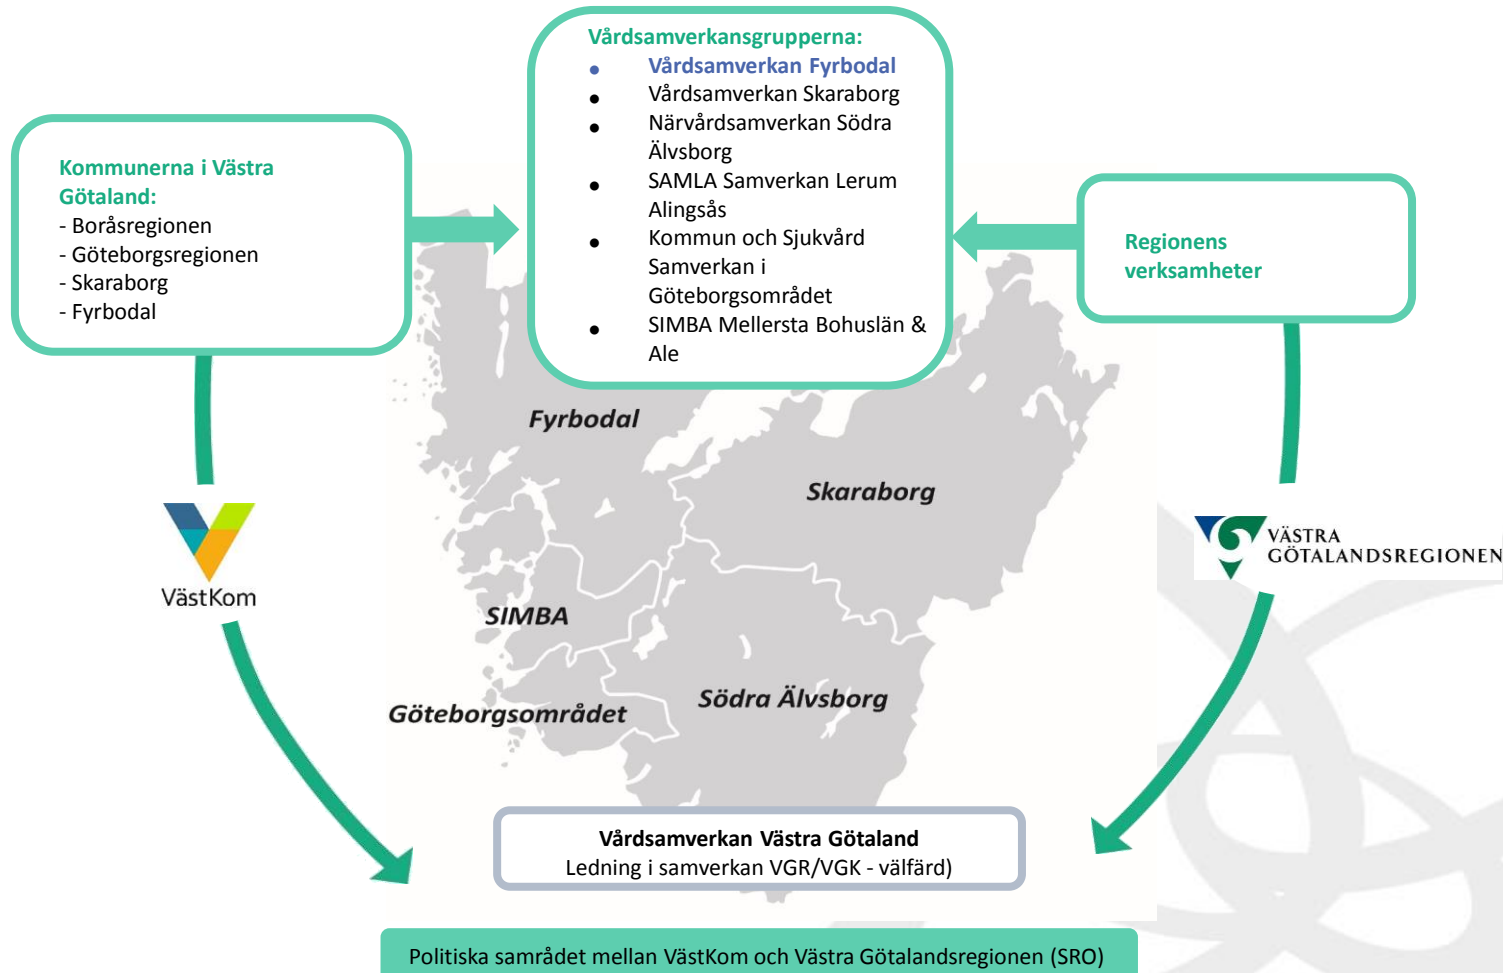 Vårdsamverkansgrupperna:
• Vårdsamverkan Fyrbodal
• Vårdsamverkan Skaraborg
• Närvårdsamverkan Södra
Älvsborg
• SAMLA Samverkan Lerum
Alingsås
• Kommun och Sjukvård
Samverkan i
Göteborgsområdet
• SIMBA Mellersta Bohuslän &
Ale
Kommunerna i Västra
Götaland:
- Boråsregionen
- Göteborgsregionen
- Skaraborg
- Fyrbodal
Regionens
verksamheter
Fyrbodal
Skaraborg
VästKom
VÄSTRA
GÖTALANDSREGIONEN
SIMBA
Göteborgsområdet
Södra Älvsborg
Vårdsamverkan Västra Götaland
Ledning i samverkan VGR/VGK - välfärd)
Politiska samrådet mellan VästKom och Västra Götalandsregionen (SRO)